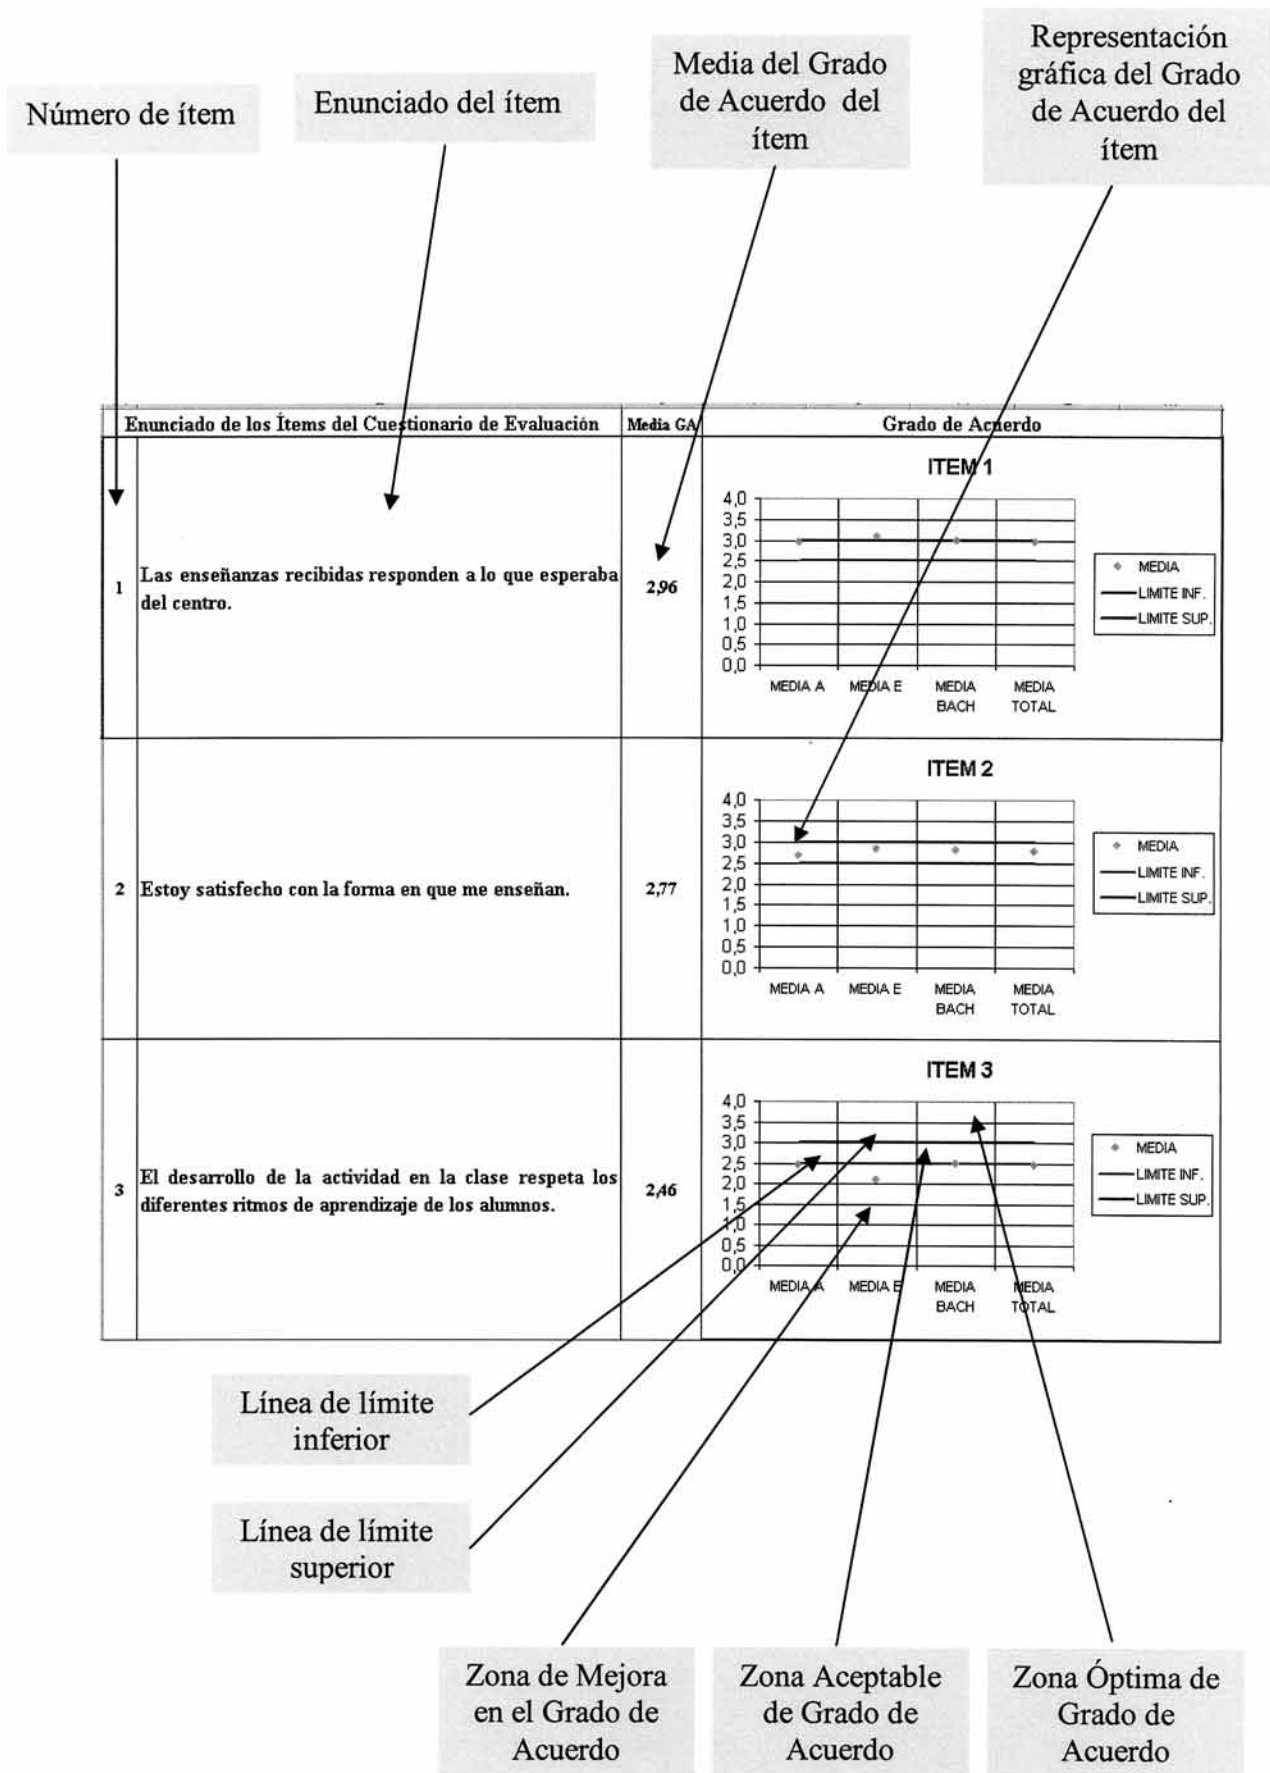 Número de ítem
Enunciado del ítem
Media del Grado
de Acuerdo del
ítem
Representación
gráfica del Grado
de Acuerdo del
ítem
Enunciado de los Ítems del Cuestionario de Evaluación
Media GA
Grado de Acuerdo
1
Las enseñanzas recibidas responden a lo que esperaba
del centro.
2,96
ITEM 1
4,0
3,5
3,0
2,5
2,0
1,5
1,0
0,5
0,0
MEDIA A
MEDIA E
MEDIA
BACH
MEDIA
TOTAL
MEDIA
LIMITE INF.
LIMITE SUP.
2
Estoy satisfecho con la forma en que me enseñan.
2,77
ITEM 2
4,0
3,5
3,0
2,5
2,0
1,5
1,0
0,5
0,0
MEDIA A
MEDIA E
MEDIA
BACH
MEDIA
TOTAL
MEDIA
LIMITE INF.
LIMITE SUP.
3
El desarrollo de la actividad en la clase respeta los
diferentes ritmos de aprendizaje de los alumnos.
2,46
ITEM 3
4,0
3,5
3,0
2,5
2,0
1,5
1,0
0,5
0,0
MEDIA A
MEDIA E
MEDIA
BACH
MEDIA
TOTAL
MEDIA
LIMITE INF.
LIMITE SUP.
Línea de límite
inferior
Línea de límite
superior
Zona de Mejora
en el Grado de
Acuerdo
Zona Aceptable
de Grado de
Acuerdo
Zona Óptima de
Grado de
Acuerdo